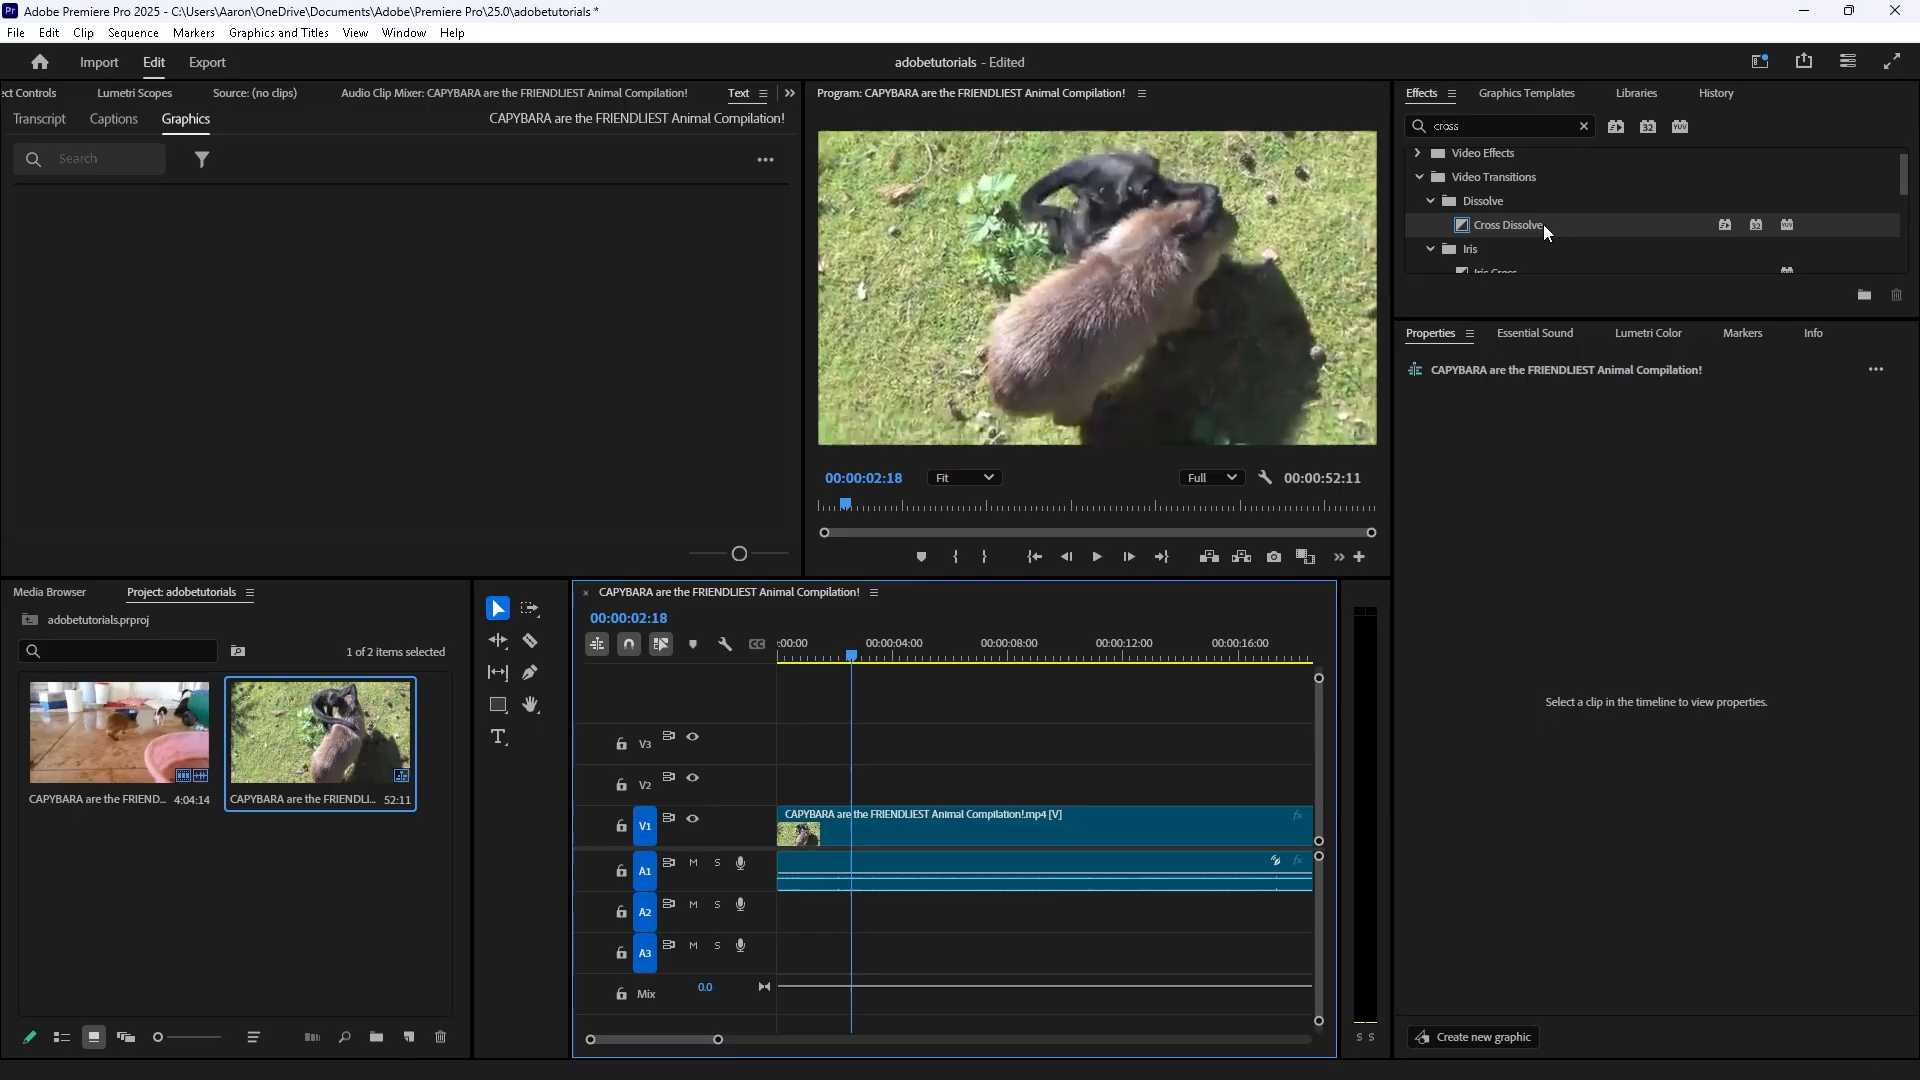 Adobe Premiere Pro 2025 - C:\Users\Aaron\OneDrive\Documents\Adobe\Premiere Pro\25.0\adobetutorials *
File Edit Clip Sequence Markers Graphics and Titles View Window Help
Import Edit Export
adobetutorials - Edited
ect Controls Lumetri Scopes Source: (no clips) Audio Clip Mixer: CAPYBARA are the FRIENDLIEST Animal Compilation! Text
Transcript Captions Graphics CAPYBARA are the FRIENDLIEST Animal Compilation!
Search
Program: CAPYBARA are the FRIENDLIEST Animal Compilation!
00:00:02:18 Fit Full 00:00:52:11
Effects Graphics Templates Libraries History
cross
32 YUV
Video Effects
Video Transitions
Dissolve
Cross Dissolve 32 YUV
Iris
Iris Cross
Properties Essential Sound Lumetri Color Markers Info
CAPYBARA are the FRIENDLIEST Animal Compilation!
Select a clip in the timeline to view properties.
Create new graphic
Media Browser Project: adobetutorials
adobetutorials.prproj
1 of 2 items selected
CAPYBARA are the FRIEND... 4:04:14
CAPYBARA are the FRIENDLI... 52:11
T
CAPYBARA are the FRIENDLIEST Animal Compilation!
00:00:02:18
CC
:00:00 00:00:04:00 00:00:08:00 00:00:12:00 00:00:16:00
V3
V2
V1
CAPYBARA are the FRIENDLIEST Animal Compilation!.mp4 [V] fx
A1 M S fx
A2 M S
A3 M S
Mix 0.0
S S